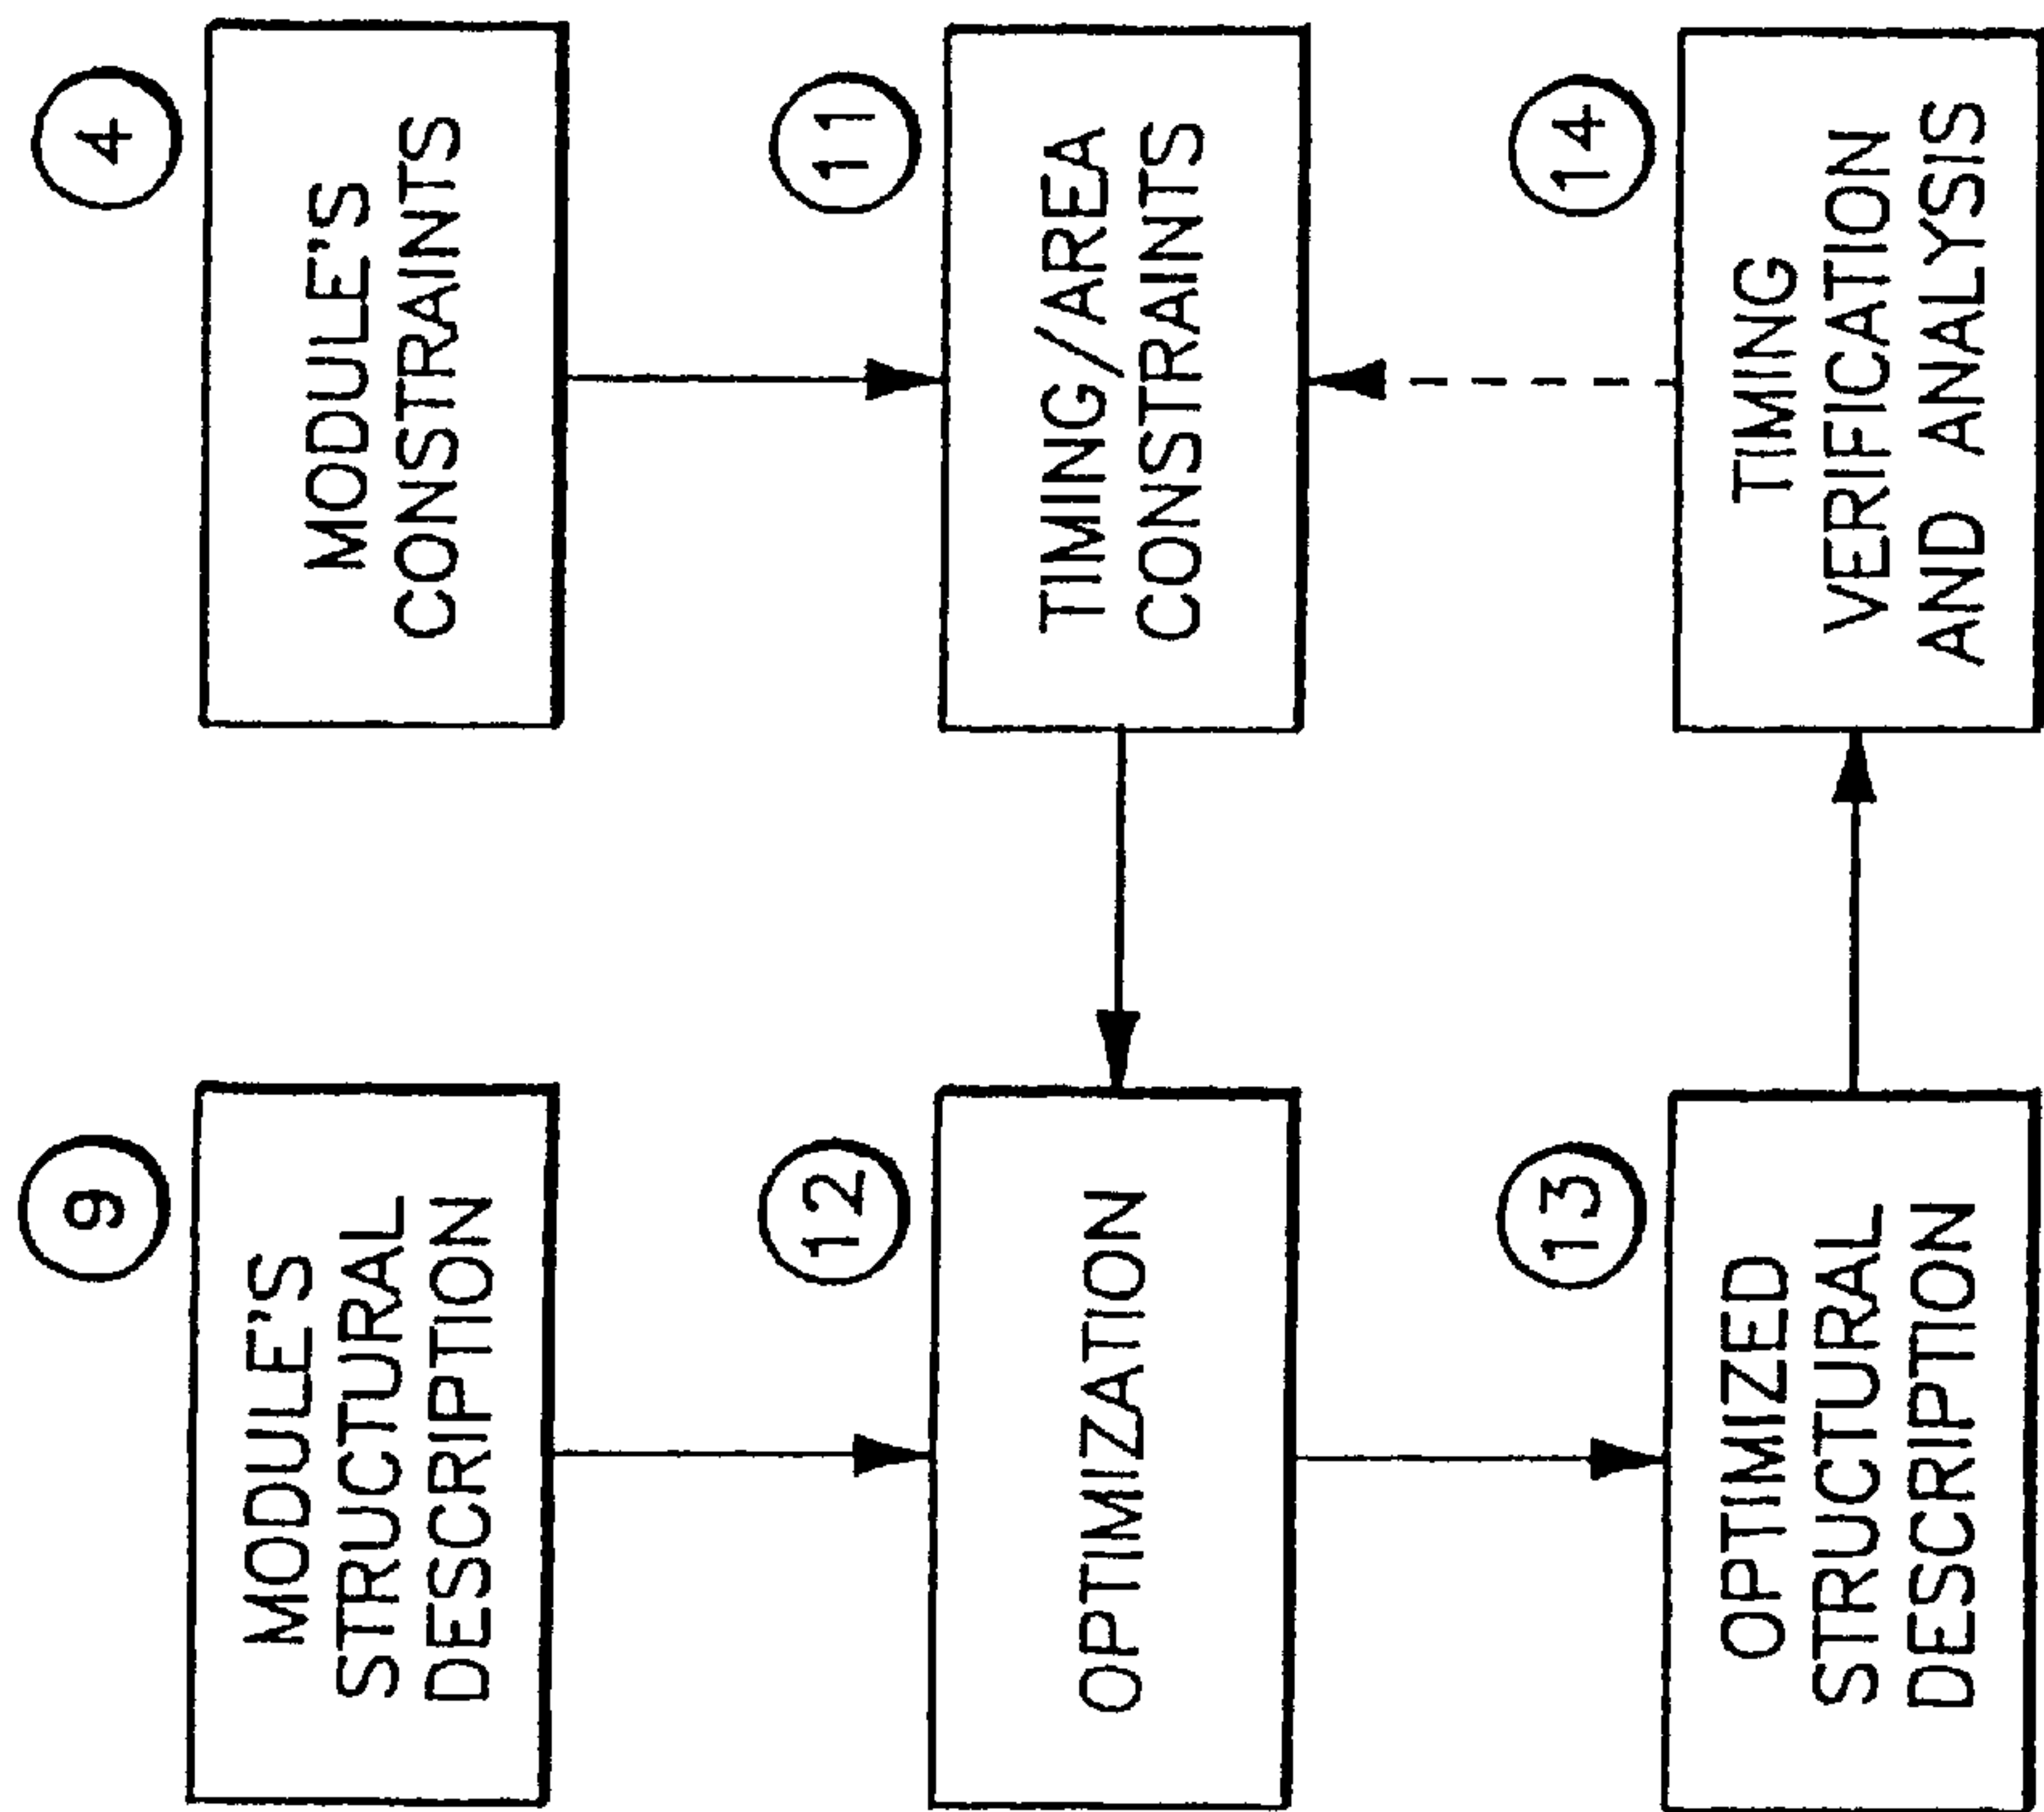 9
MODULE'S
STRUCTURAL
DESCRIPTION
4
MODULE'S
CONSTRAINTS
12
OPTIMIZATION
11
TIMING/AREA
CONSTRAINTS
13
OPTIMIZED
STRUCTURAL
DESCRIPTION
14
TIMING
VERIFICATION
AND ANALYSIS